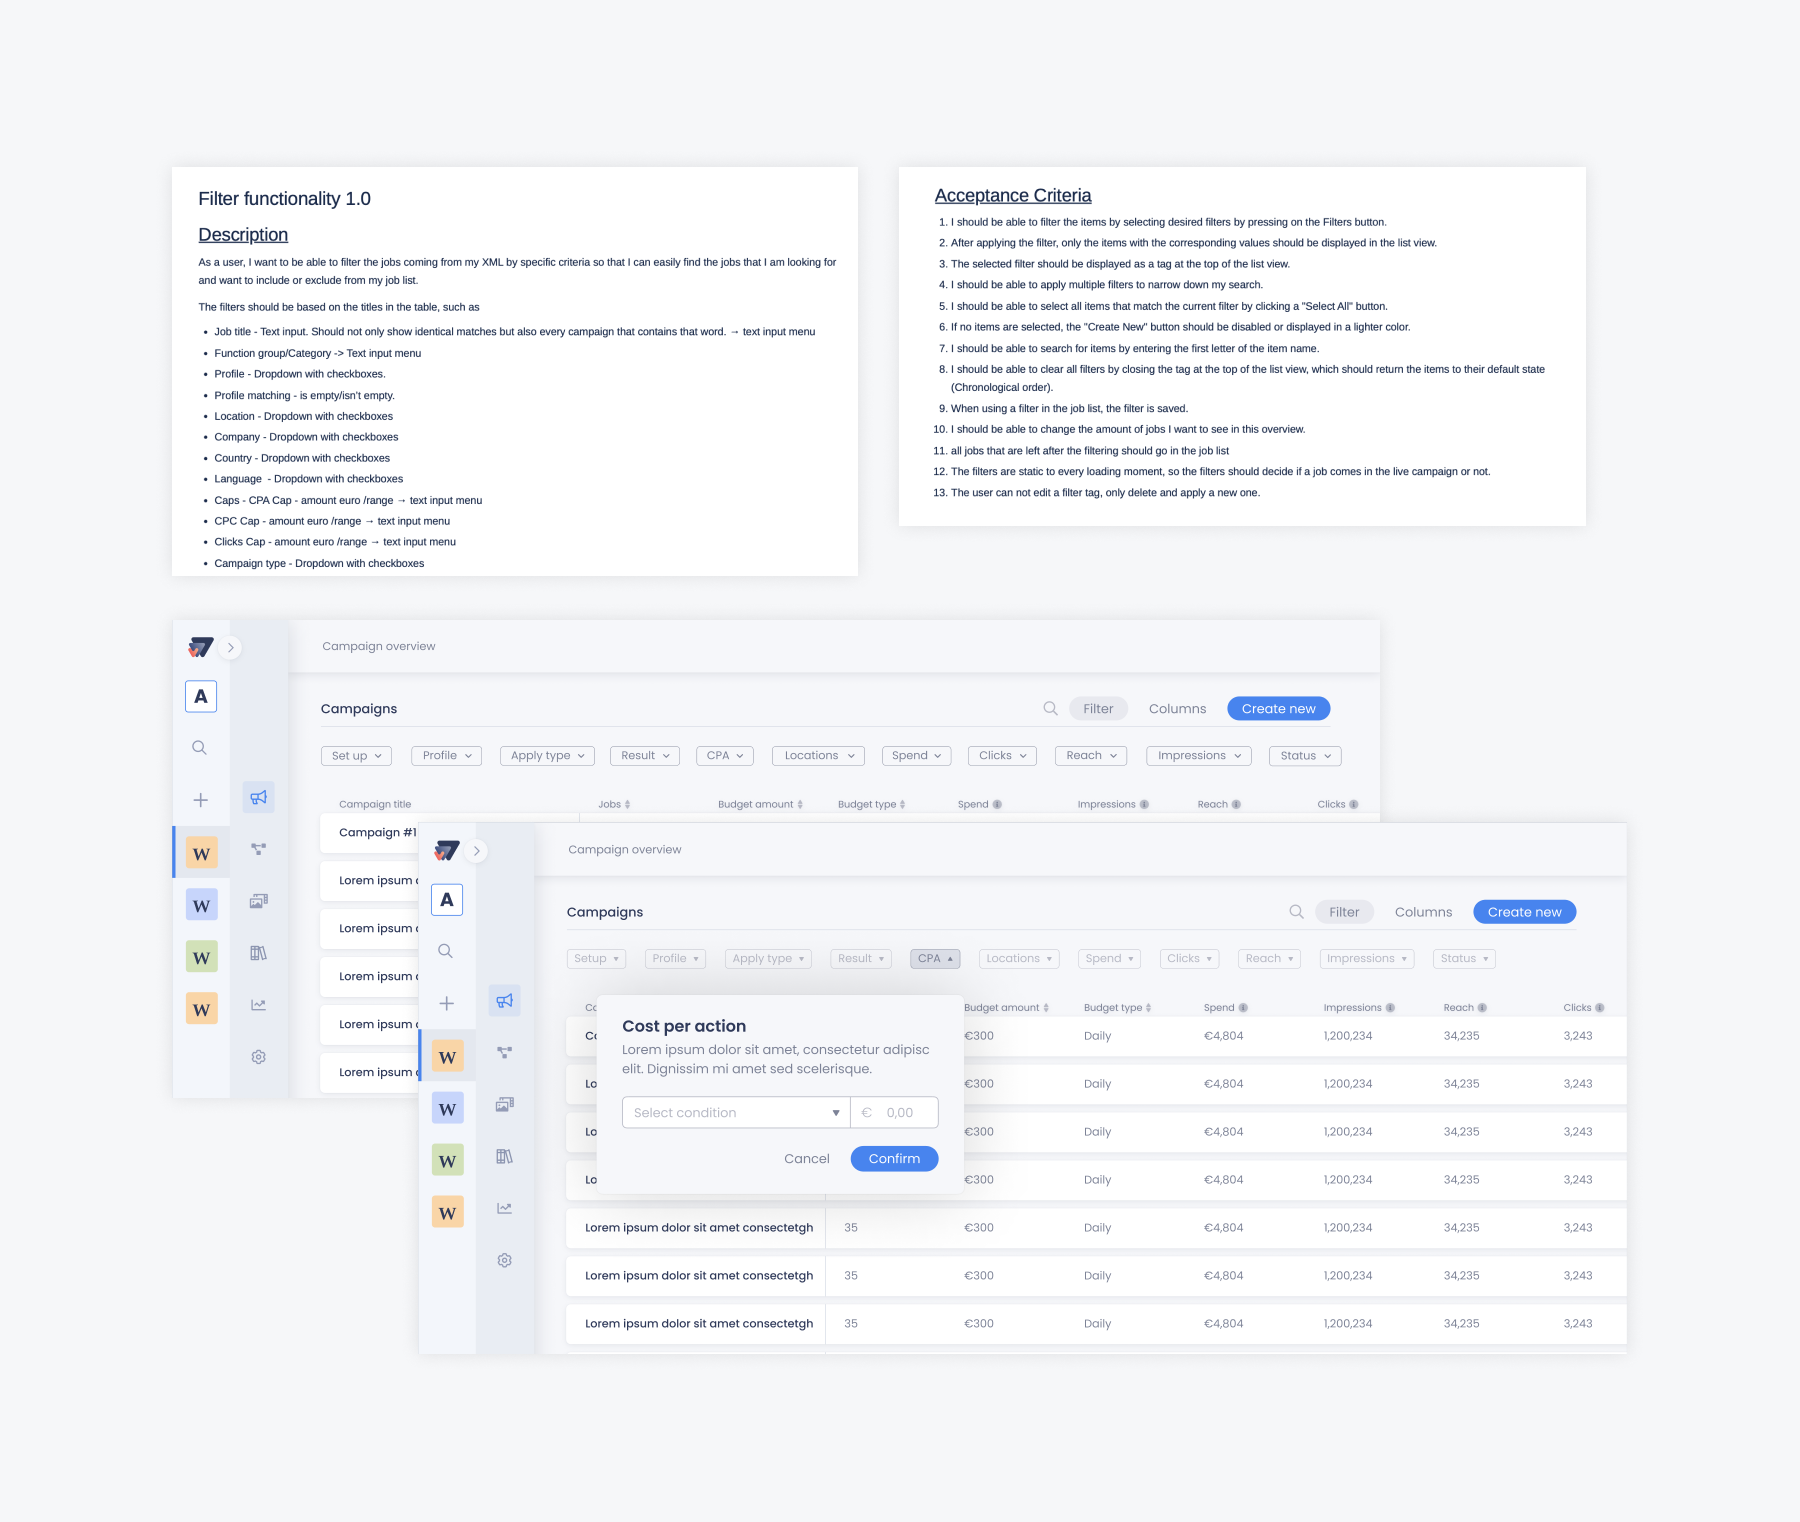 Filter functionality 1.0
Description
As a user, I want to be able to filter the jobs coming from my XML by specific criteria so that I can easily find the jobs that I am looking for
and want to include or exclude from my job list.
The filters should be based on the titles in the table, such as
• Job title - Text input. Should not only show identical matches but also every campaign that contains that word. → text input menu
• Function group/Category -> Text input menu
• Profile - Dropdown with checkboxes.
• Profile matching - is empty/isn't empty.
• Location - Dropdown with checkboxes
• Company - Dropdown with checkboxes
• Country - Dropdown with checkboxes
• Language - Dropdown with checkboxes
• Caps - CPA Cap - amount euro /range → text input menu
• CPC Cap - amount euro /range → text input menu
• Clicks Cap - amount euro /range → text input menu
• Campaign type - Dropdown with checkboxes
Acceptance Criteria
1. I should be able to filter the items by selecting desired filters by pressing on the Filters button.
2. After applying the filter, only the items with the corresponding values should be displayed in the list view.
3. The selected filter should be displayed as a tag at the top of the list view.
4. I should be able to apply multiple filters to narrow down my search.
5. I should be able to select all items that match the current filter by clicking a "Select All" button.
6. If no items are selected, the "Create New" button should be disabled or displayed in a lighter color.
7. I should be able to search for items by entering the first letter of the item name.
8. I should be able to clear all filters by closing the tag at the top of the list view, which should return the items to their default state
(Chronological order).
9. When using a filter in the job list, the filter is saved.
10. I should be able to change the amount of jobs I want to see in this overview.
11. all jobs that are left after the filtering should go in the job list
12. The filters are static to every loading moment, so the filters should decide if a job comes in the live campaign or not.
13. The user can not edit a filter tag, only delete and apply a new one.
Campaign overview
A
W
W
W
W
Campaigns Filter Columns Create new
Set up Profile Apply type Result CPA Locations Spend Clicks Reach Impressions Status
Campaign title Jobs Budget amount Budget type Spend Impressions Reach Clicks
Campaign #1
Lorem ipsum
Lorem ipsum
Lorem ipsum
Lorem ipsum
Lorem ipsum
Campaign overview
A
W
W
W
W
Campaigns Filter Columns Create new
Setup Profile Apply type Result CPA Locations Spend Clicks Reach Impressions Status
Budget amount Budget type Spend Impressions Reach Clicks
€300 Daily €4,804 1,200,234 34,235 3,243
Lo €300 Daily €4,804 1,200,234 34,235 3,243
Lo €300 Daily €4,804 1,200,234 34,235 3,243
Lo €300 Daily €4,804 1,200,234 34,235 3,243
Lorem ipsum dolor sit amet consectetgh 35 €300 Daily €4,804 1,200,234 34,235 3,243
Lorem ipsum dolor sit amet consectetgh 35 €300 Daily €4,804 1,200,234 34,235 3,243
Lorem ipsum dolor sit amet consectetgh 35 €300 Daily €4,804 1,200,234 34,235 3,243
Cost per action
Lorem ipsum dolor sit amet, consectetur adipisc
elit. Dignissim mi amet sed scelerisque.
Select condition € 0,00
Cancel Confirm